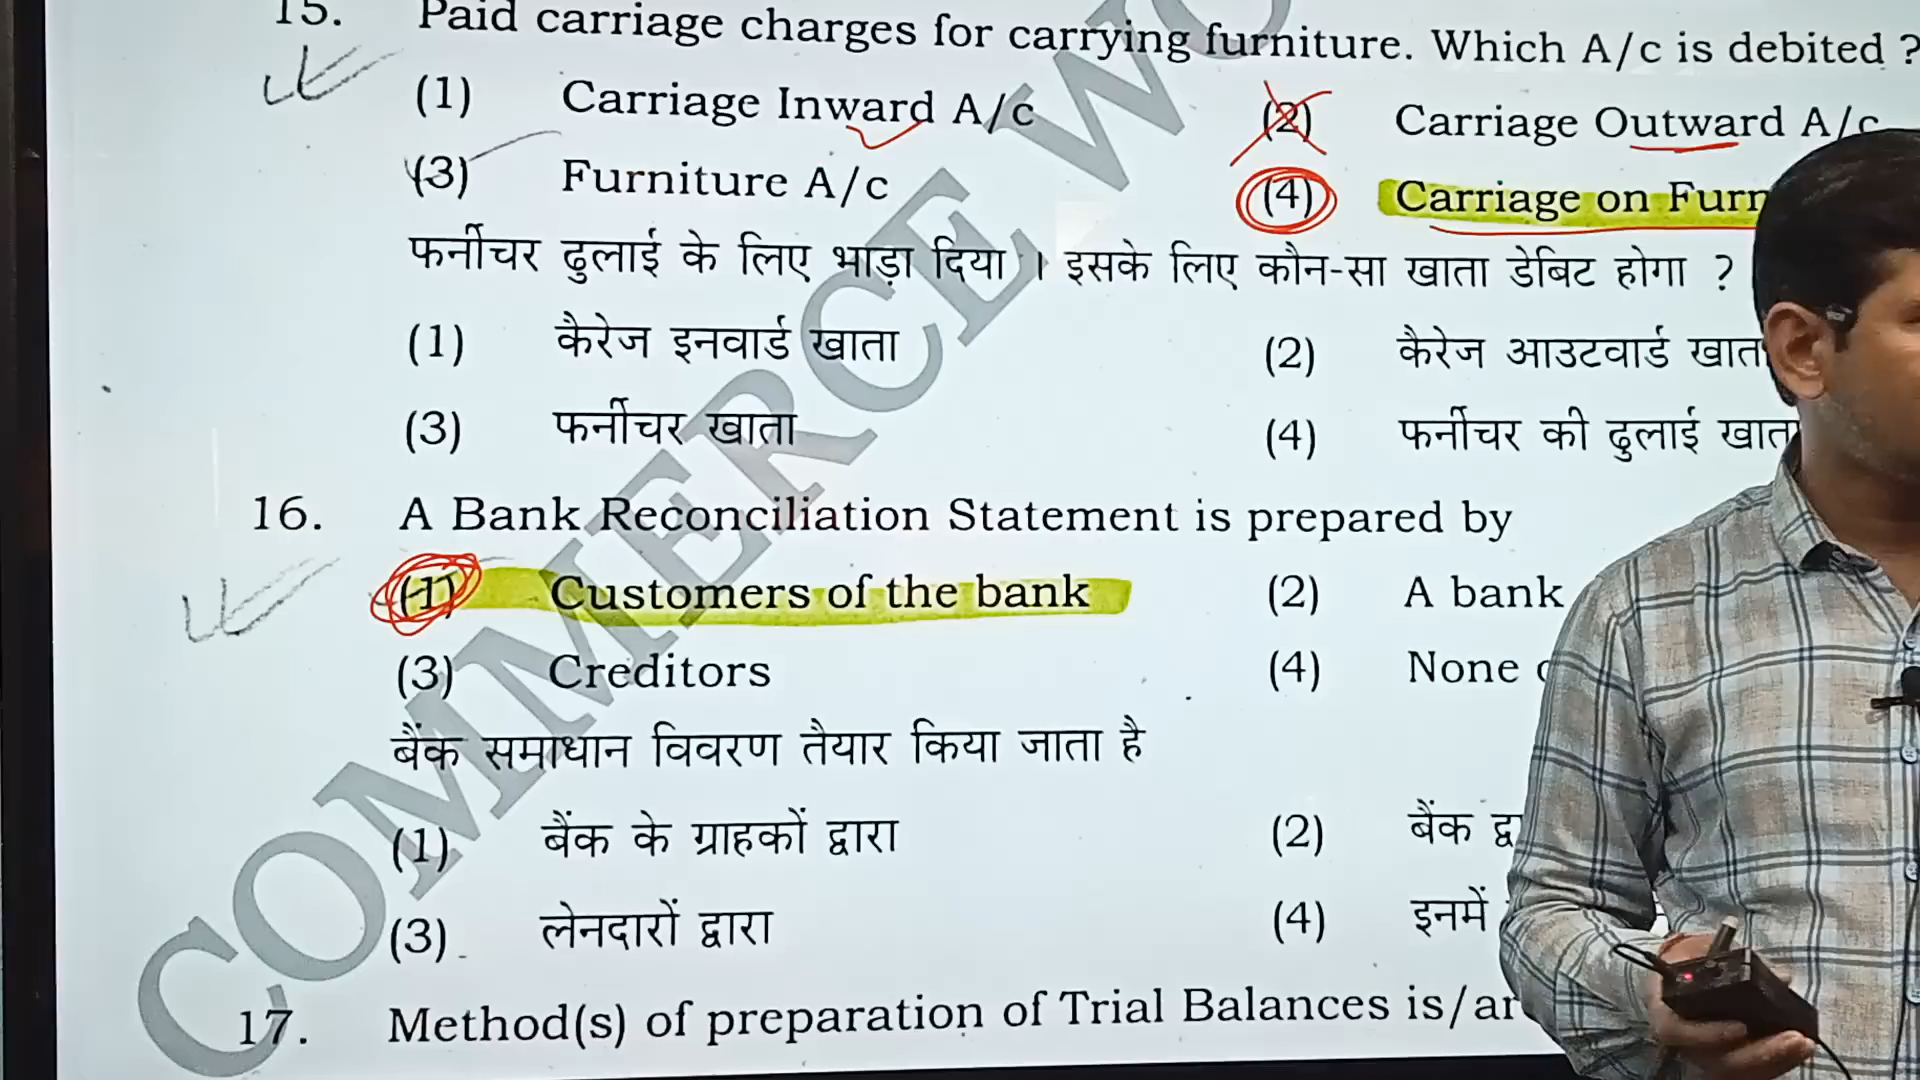 15. Paid carriage charges for carrying furniture. Which A/c is debited ?
(1) Carriage Inward A/c (2) Carriage Outward A/c
(3) Furniture A/c (4) Carriage on
फर्नीचर ढुलाई के लिए भाड़ा दिया । इसके लिए कौन-सा खाता डेबिट होगा ?
(1) कैरेज इनवार्ड खाता (2) कैरेज आउटवार्ड
(3) फर्नीचर खाता (4) फर्नीचर की ढुलाई
16. A Bank Reconciliation Statement is prepared by
(1) Customers of the bank (2) A bank
(3) Creditors (4) None
बैंक समाधान विवरण तैयार किया जाता है
(1) बैंक के ग्राहकों द्वारा (2) बैंक
(3) लेनदारों द्वारा (4) इनमें
17. Method(s) of preparation of Trial Balances
COMMERCE